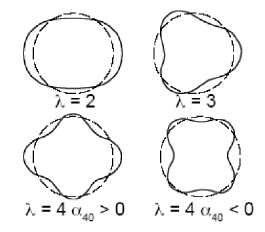 λ = 2
λ = 3
λ = 4 α₄₀ > 0
λ = 4 α₄₀ < 0